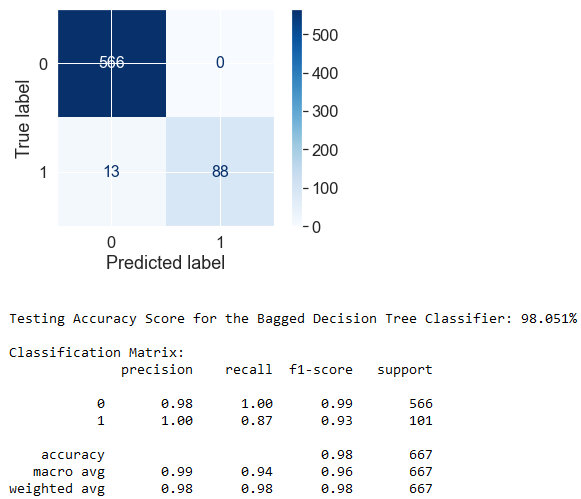 566 0
13 88
0
1
True label
0 1
Predicted label
500
400
300
200
100
0
Testing Accuracy Score for the Bagged Decision Tree Classifier: 98.051%
Classification Matrix:
precision recall f1-score support
0 0.98 1.00 0.99 566
1 1.00 0.87 0.93 101
accuracy 0.98 667
macro avg 0.99 0.94 0.96 667
weighted avg 0.98 0.98 0.98 667